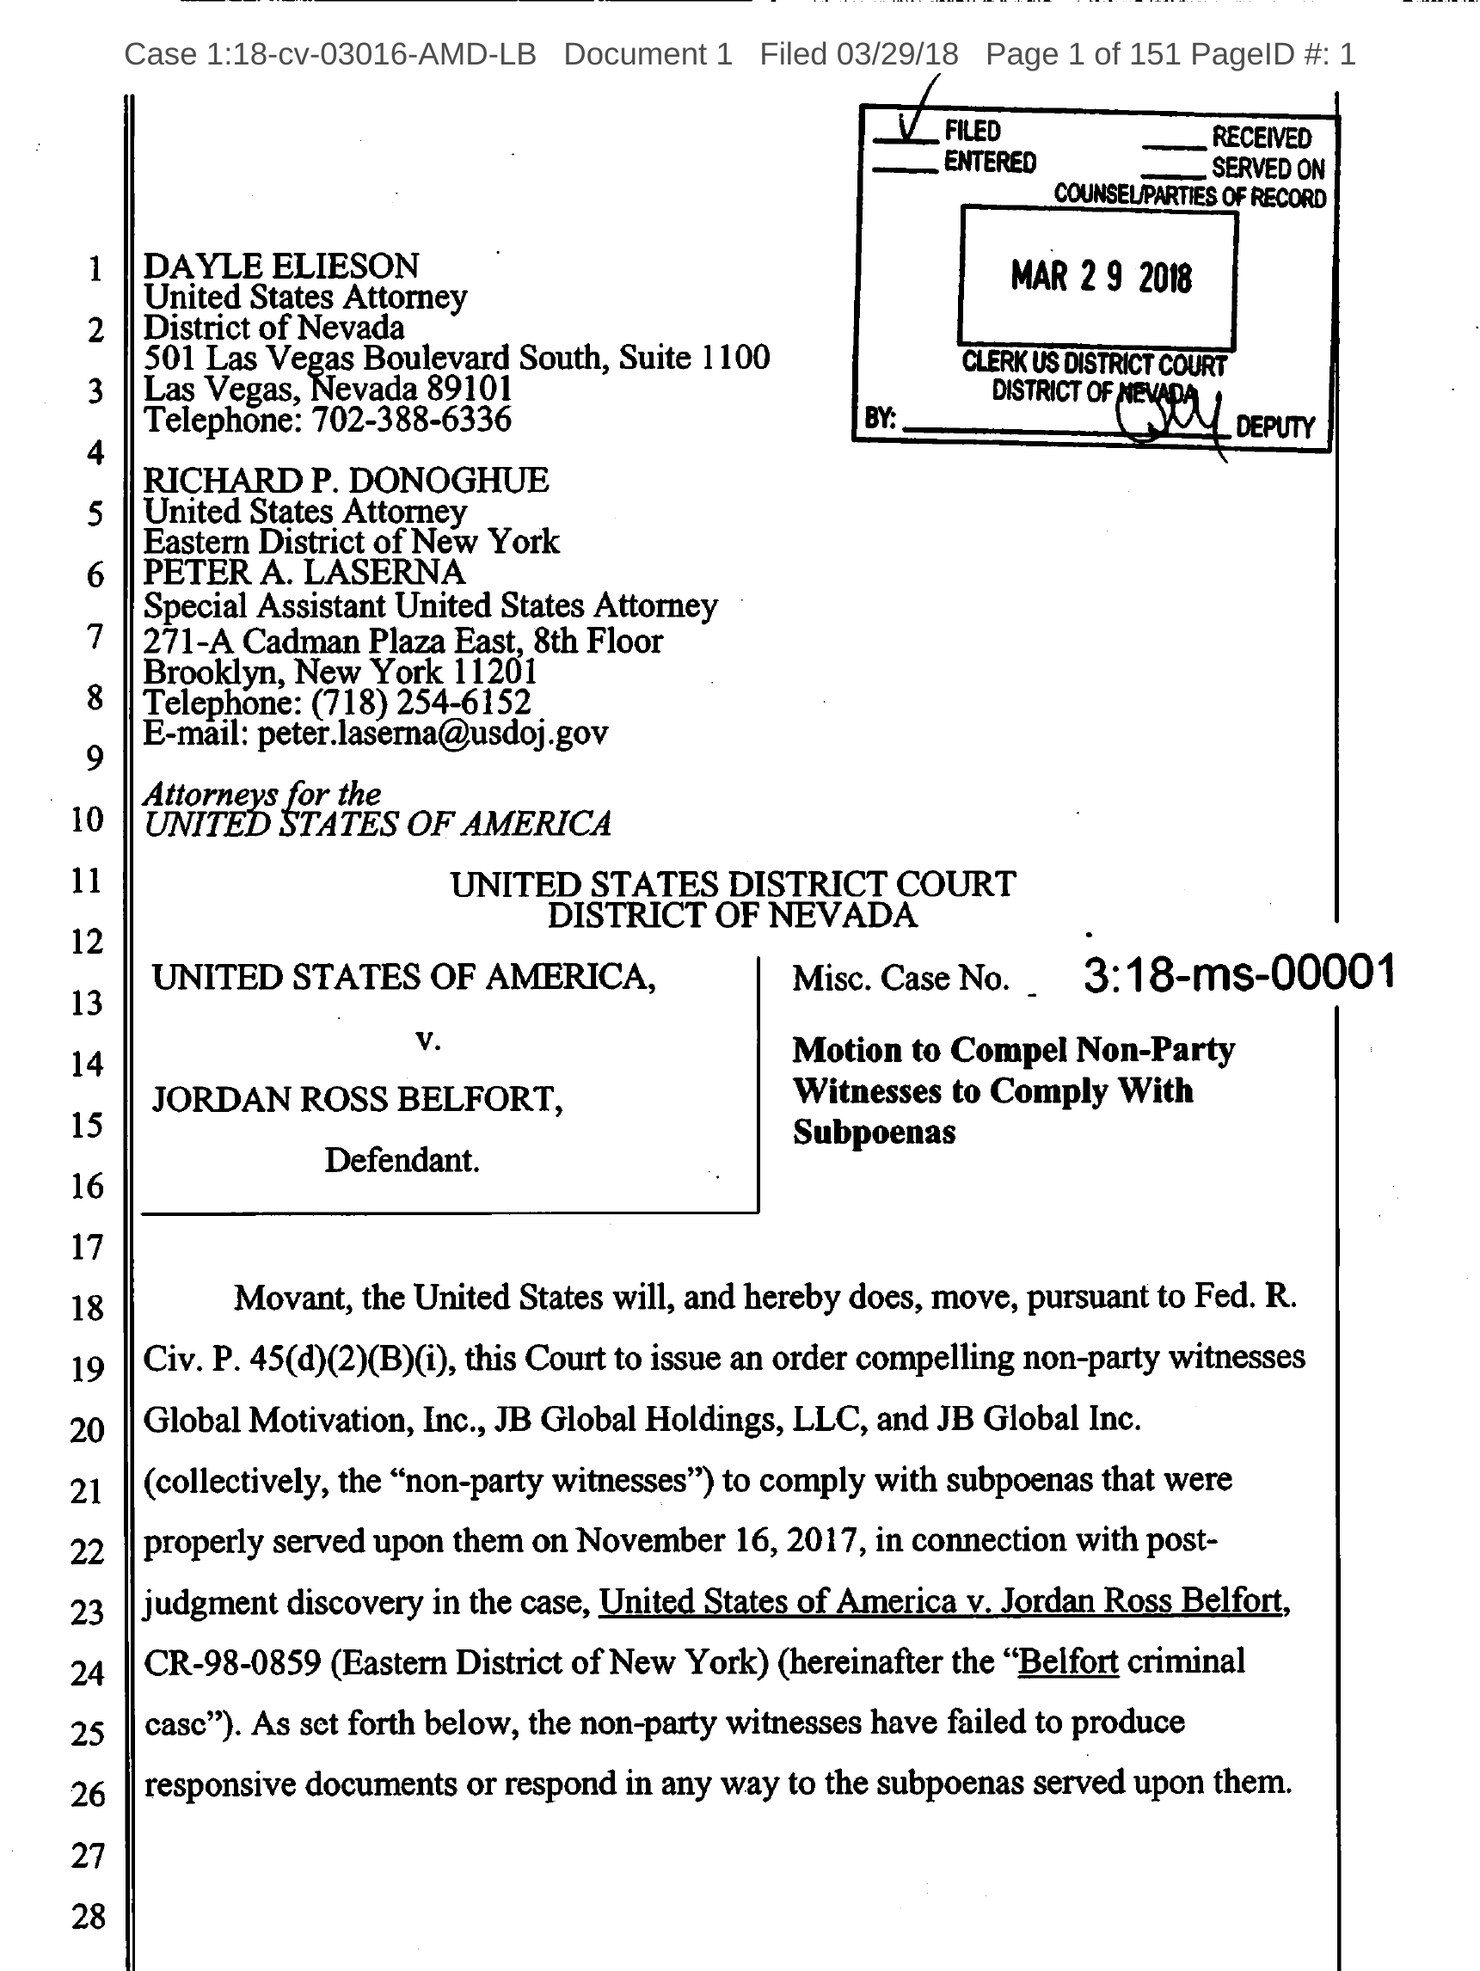 Case 1:18-cv-03016-AMD-LB Document 1 Filed 03/29/18 Page 1 of 151 PageID #: 1
FILED RECEIVED
ENTERED SERVED ON
COUNSEL/PARTIES OF RECORD
MAR 29 2018
CLERK US DISTRICT COURT
DISTRICT OF NEVADA
BY: DEPUTY
1 DAYLE ELIESON
United States Attorney
2 District of Nevada
501 Las Vegas Boulevard South, Suite 1100
3 Las Vegas, Nevada 89101
Telephone: 702-388-6336
4
RICHARD P. DONOGHUE
5 United States Attorney
Eastern District of New York
6 PETER A. LASERNA
Special Assistant United States Attorney
7 271-A Cadman Plaza East, 8th Floor
Brooklyn, New York 11201
8 Telephone: (718) 254-6152
E-mail: peter.laserna@usdoj.gov
9
Attorneys for the
10 UNITED STATES OF AMERICA
11 UNITED STATES DISTRICT COURT
DISTRICT OF NEVADA
12
UNITED STATES OF AMERICA, Misc. Case No. 3:18-ms-00001
13
v. Motion to Compel Non-Party
14 Witnesses to Comply With
JORDAN ROSS BELFORT, Subpoenas
15
Defendant.
16
17
18 Movant, the United States will, and hereby does, move, pursuant to Fed. R.
19 Civ. P. 45(d)(2)(B)(i), this Court to issue an order compelling non-party witnesses
20 Global Motivation, Inc., JB Global Holdings, LLC, and JB Global Inc.
21 (collectively, the “non-party witnesses”) to comply with subpoenas that were
22 properly served upon them on November 16, 2017, in connection with post-
23 judgment discovery in the case, United States of America v. Jordan Ross Belfort,
24 CR-98-0859 (Eastern District of New York) (hereinafter the “Belfort criminal
25 case”). As set forth below, the non-party witnesses have failed to produce
26 responsive documents or respond in any way to the subpoenas served upon them.
27
28